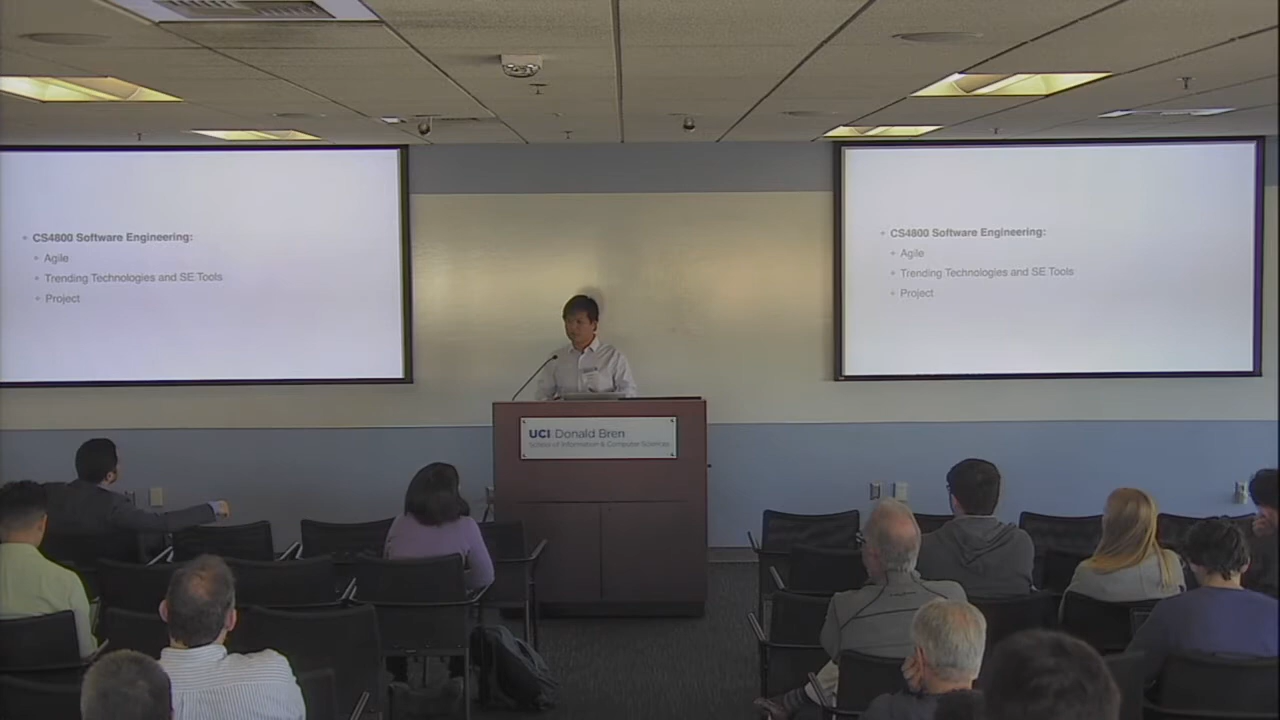 CS4800 Software Engineering:
Agile
Trending Technologies and SE Tools
Project
CS4800 Software Engineering:
Agile
Trending Technologies and SE Tools
Project
UCI Donald Bren
School of Information & Computer Sciences